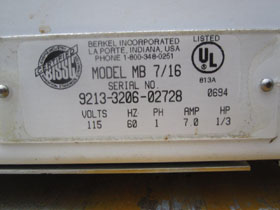 BERKEL INCORPORATED
LA PORTE, INDIANA, USA
PHONE 1-800-348-0251
LISTED
UL
813A
MODEL MB 7/16
SERIAL NO.
0694
9213-3206-02728
VOLTS HZ PH AMP HP
115 60 1 7.0 1/3